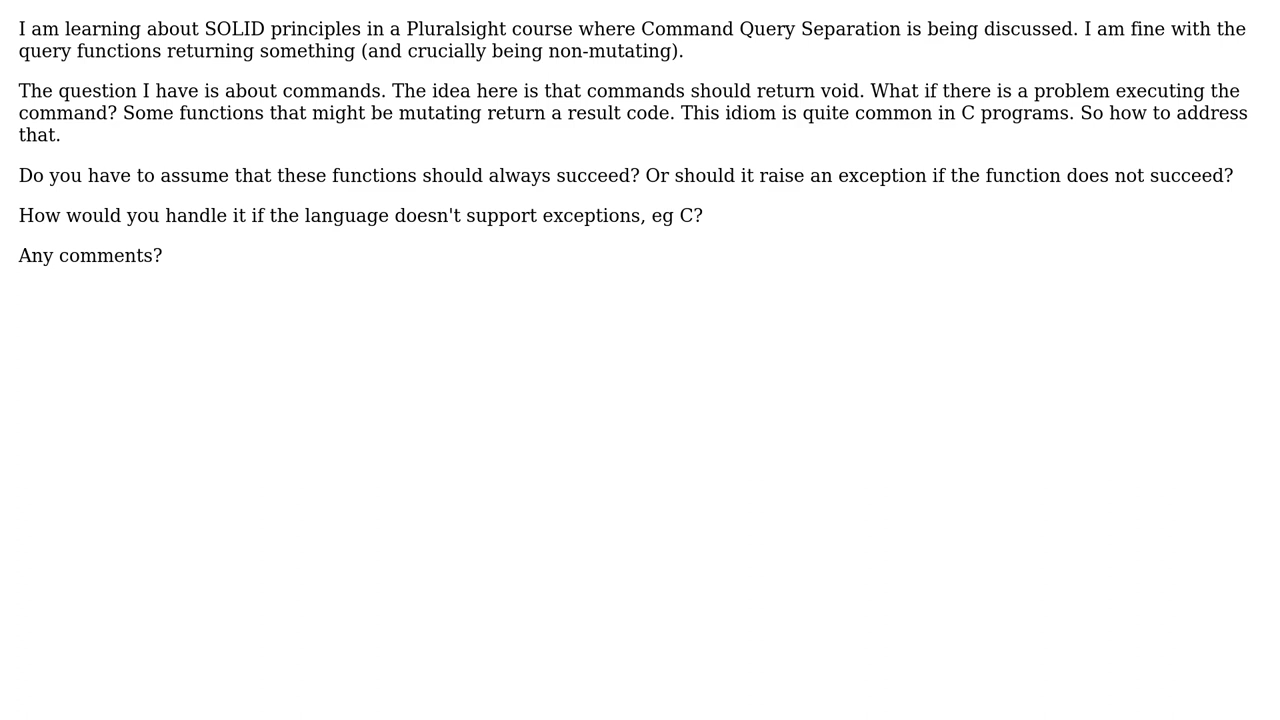 I am learning about SOLID principles in a Pluralsight course where Command Query Separation is being discussed. I am fine with the
query functions returning something (and crucially being non-mutating).
The question I have is about commands. The idea here is that commands should return void. What if there is a problem executing the
command? Some functions that might be mutating return a result code. This idiom is quite common in C programs. So how to address
that.
Do you have to assume that these functions should always succeed? Or should it raise an exception if the function does not succeed?
How would you handle it if the language doesn't support exceptions, eg C?
Any comments?